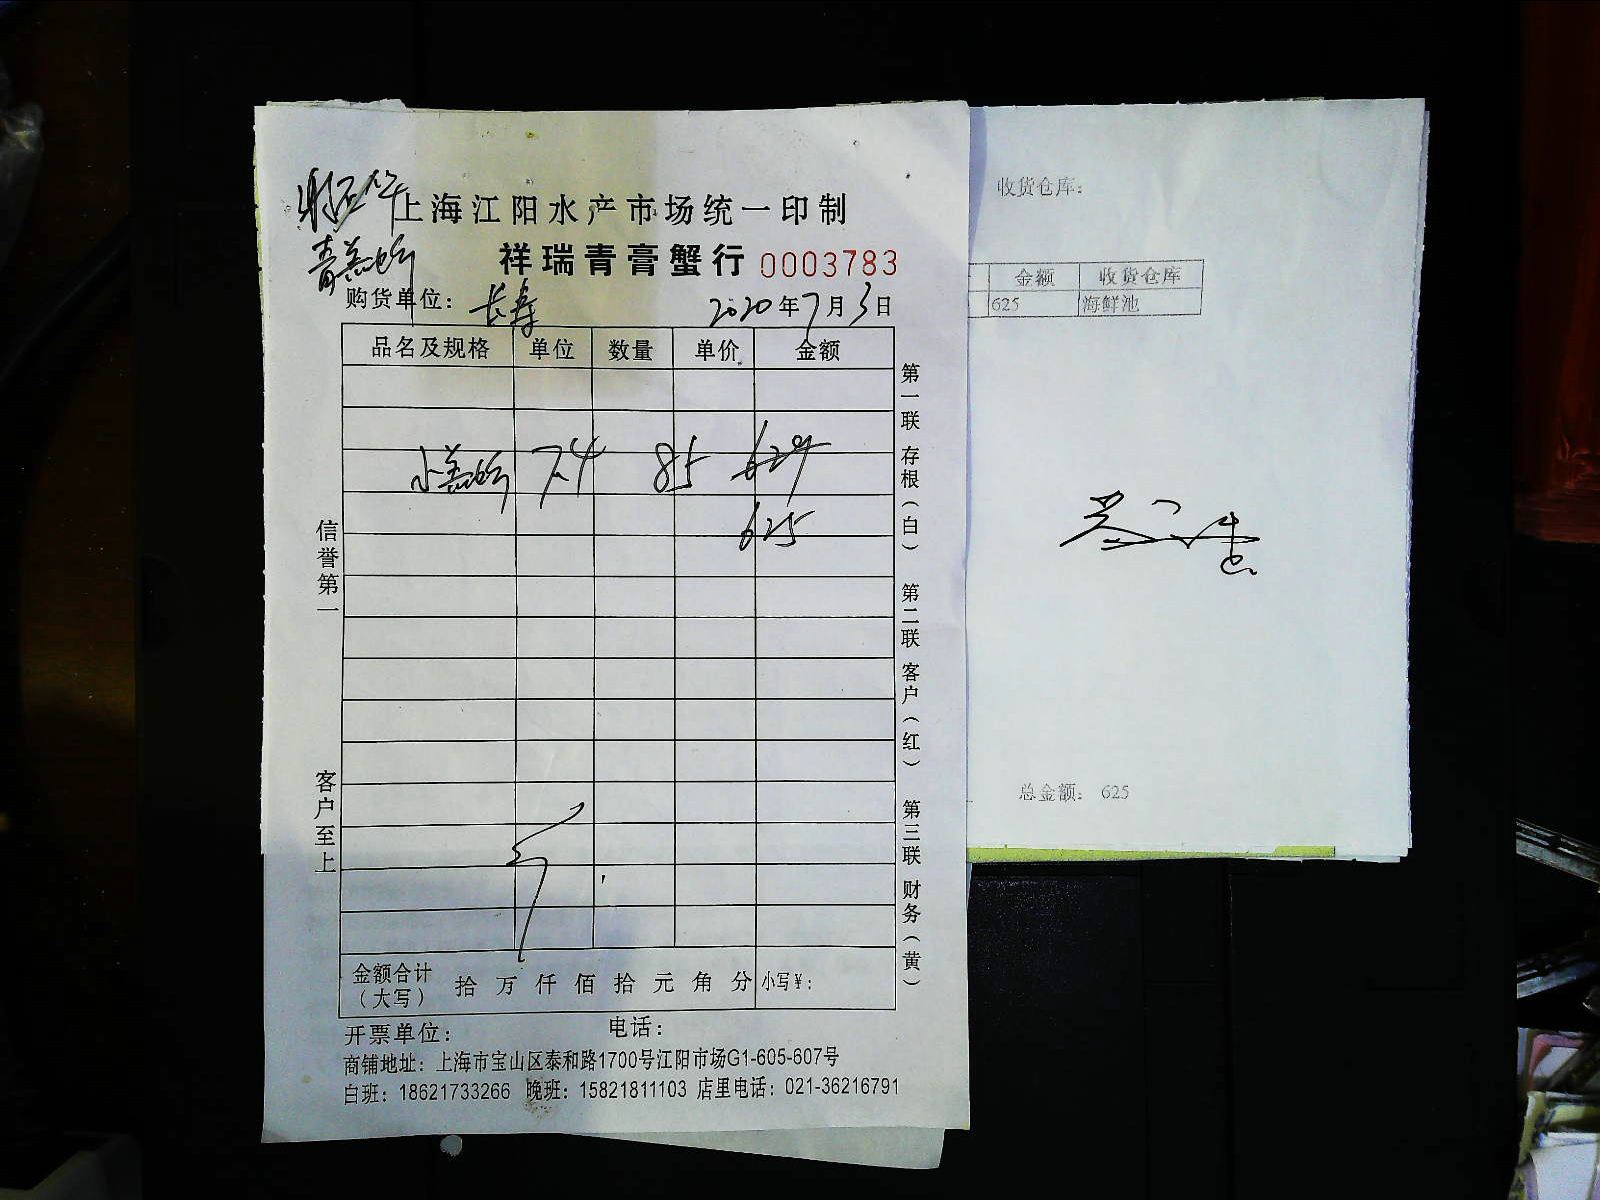 上海江阳水产市场统一印制
祥瑞青膏蟹行 0003783
购货单位： 长寿 2020年7月3日
品名及规格 单位 数量 单价 金额
7.4 85 629
625
信誉第一
客户至上
第一联 存根（白） 第二联 客户（红） 第三联 财务（黄）
金额合计（大写） 拾 万 仟 佰 拾 元 角 分 小写¥：
开票单位： 电话：
商铺地址：上海市宝山区泰和路1700号江阳市场G1-605-607号
白班：18621733266 晚班：15821811103 店里电话：021-36216791
收货仓库：
金额 收货仓库
625 海鲜池
总金额： 625